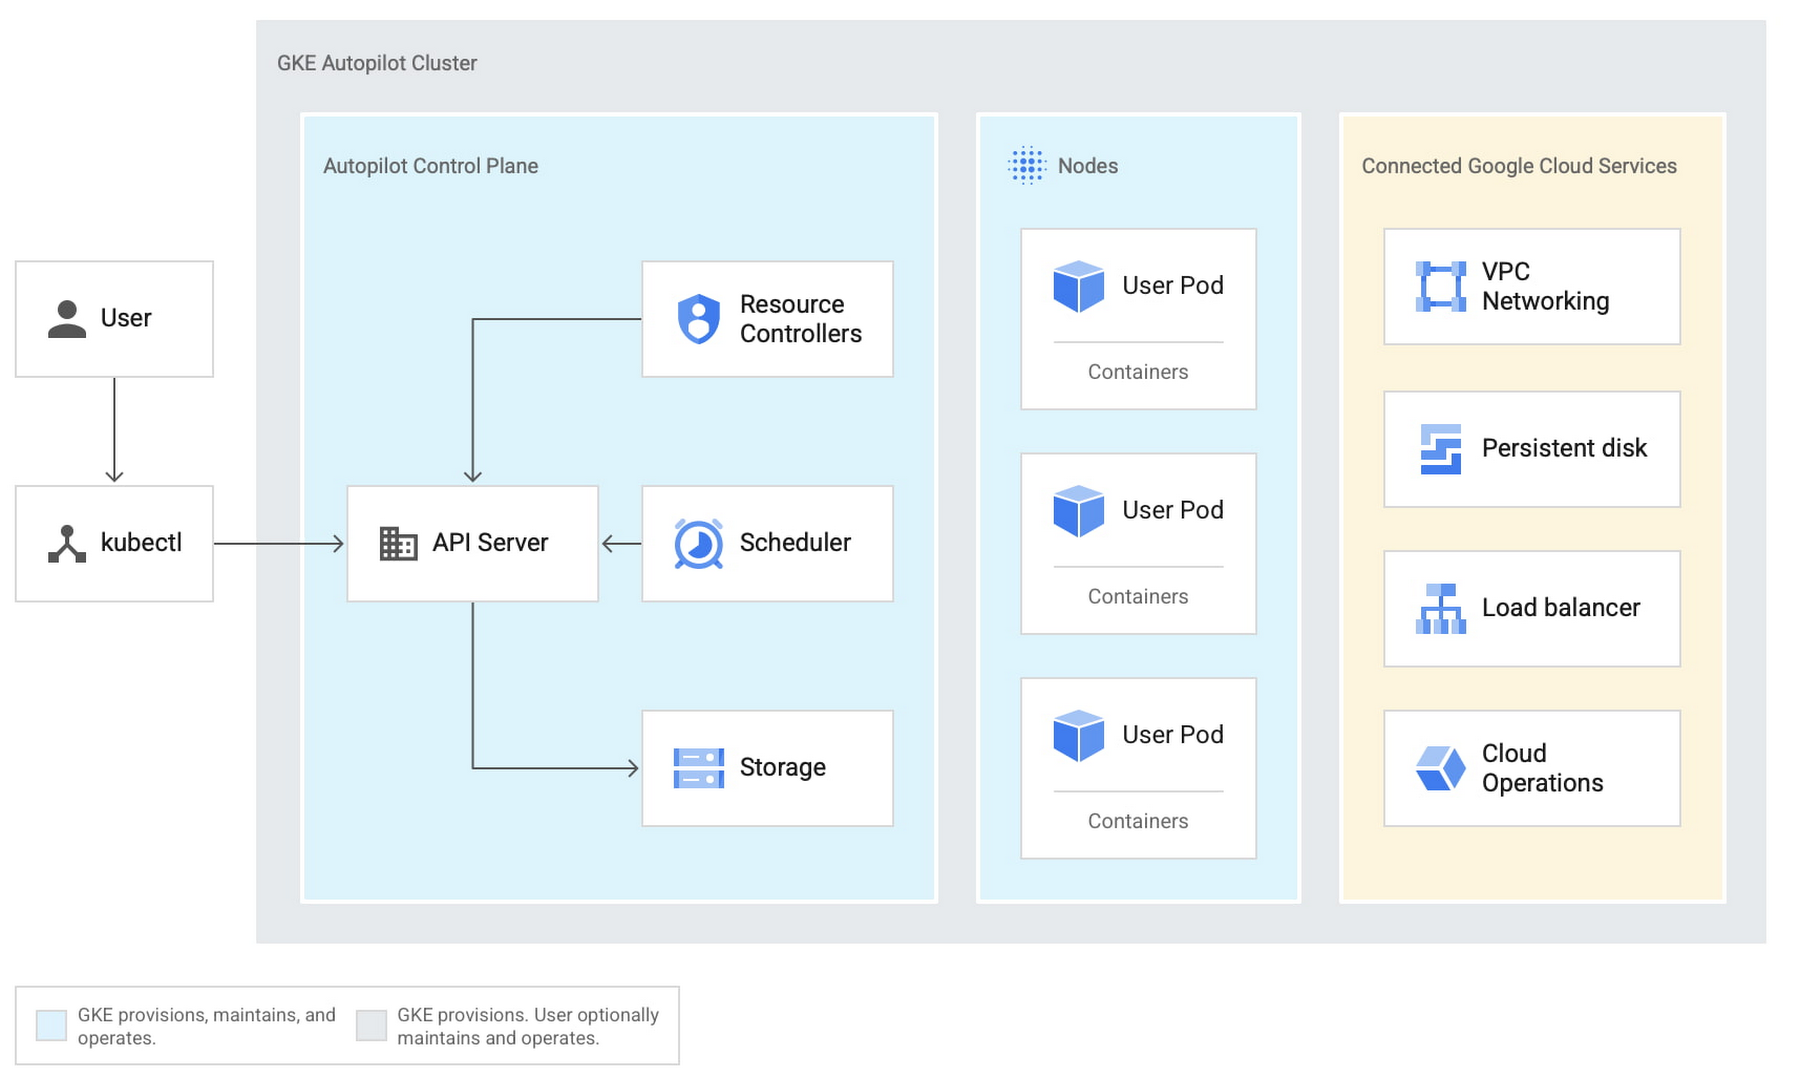 GKE Autopilot Cluster
Autopilot Control Plane
User
kubectl
Resource
Controllers
API Server
Scheduler
Storage
Nodes
User Pod
Containers
User Pod
Containers
User Pod
Containers
Connected Google Cloud Services
VPC
Networking
Persistent disk
Load balancer
Cloud
Operations
GKE provisions, maintains, and
operates.
GKE provisions. User optionally
maintains and operates.